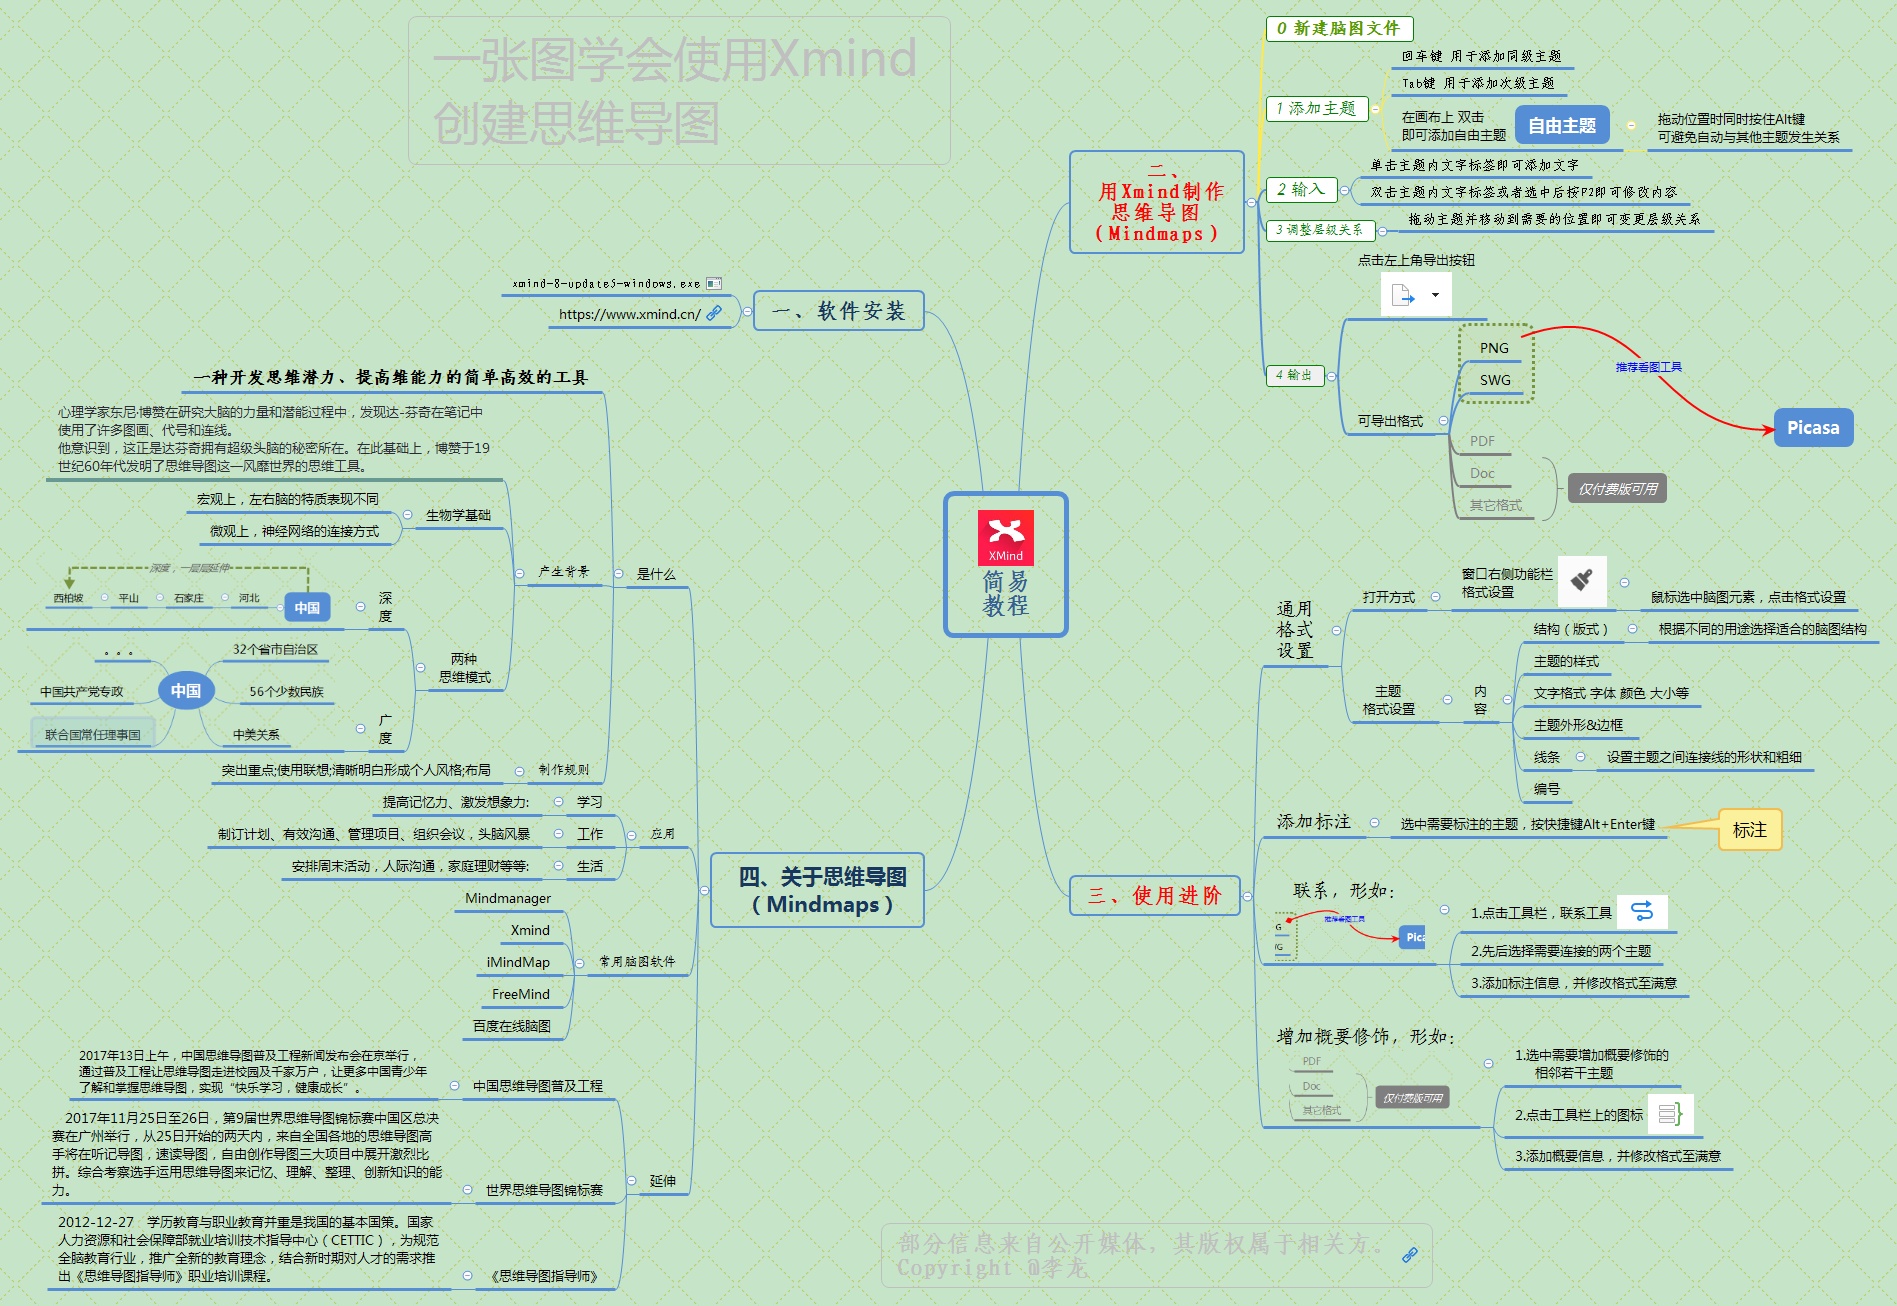 一张图学会使用Xmind
创建思维导图
XMind
简易
教程
一、软件安装
xmind-8-update5-windows.exe
https://www.xmind.cn/
二、
用Xmind制作
思维导图
（Mindmaps）
0 新建脑图文件
1 添加主题
回车键 用于添加同级主题
Tab键 用于添加次级主题
在画布上 双击
即可添加自由主题
自由主题
拖动位置时同时按住Alt键
可避免自动与其他主题发生关系
2 输入
单击主题内文字标签即可添加文字
双击主题内文字标签或者选中后按F2即可修改内容
3 调整层级关系
拖动主题并移动到需要的位置即可变更层级关系
4 输出
点击左上角导出按钮
可导出格式
PNG
SWG
推荐看图工具
Picasa
PDF
Doc
其它格式
仅付费版可用
三、使用进阶
通用
格式
设置
打开方式
窗口右侧功能栏
格式设置
鼠标选中脑图元素，点击格式设置
主题
格式设置
内
容
结构（版式）
根据不同的用途选择适合的脑图结构
主题的样式
文字格式 字体 颜色 大小等
主题外形&边框
线条
设置主题之间连接线的形状和粗细
编号
添加标注
选中需要标注的主题，按快捷键Alt+Enter键
标注
联系，形如：
G
/G
推荐看图工具
Pica
1.点击工具栏，联系工具
2.先后选择需要连接的两个主题
3.添加标注信息，并修改格式至满意
增加概要修饰，形如：
PDF
Doc
其它格式
仅付费版可用
1.选中需要增加概要修饰的
相邻若干主题
2.点击工具栏上的图标
3.添加概要信息，并修改格式至满意
四、关于思维导图
（Mindmaps）
是什么
一种开发思维潜力、提高维能力的简单高效的工具
产生背景
心理学家东尼·博赞在研究大脑的力量和潜能过程中，发现达-芬奇在笔记中
使用了许多图画、代号和连线。
他意识到，这正是达芬奇拥有超级头脑的秘密所在。在此基础上，博赞于19
世纪60年代发明了思维导图这一风靡世界的思维工具。
生物学基础
宏观上，左右脑的特质表现不同
微观上，神经网络的连接方式
两种
思维模式
深
度
深度，一层层延伸
中国
河北
石家庄
平山
西柏坡
广
度
中国
32个省市自治区
56个少数民族
中美关系
。。。
中国共产党专政
联合国常任理事国
制作规则
突出重点;使用联想;清晰明白形成个人风格;布局
应用
学习
提高记忆力、激发想象力:
工作
制订计划、有效沟通、管理项目、组织会议，头脑风暴
生活
安排周末活动，人际沟通，家庭理财等等:
常用脑图软件
Mindmanager
Xmind
iMindMap
FreeMind
百度在线脑图
延伸
中国思维导图普及工程
2017年13日上午，中国思维导图普及工程新闻发布会在京举行，
通过普及工程让思维导图走进校园及千家万户，让更多中国青少年
了解和掌握思维导图，实现“快乐学习，健康成长”。
世界思维导图锦标赛
2017年11月25日至26日，第9届世界思维导图锦标赛中国区总决
赛在广州举行，从25日开始的两天内，来自全国各地的思维导图高
手将在听记导图，速读导图，自由创作导图三大项目中展开激烈比
拼。综合考察选手运用思维导图来记忆、理解、整理、创新知识的能
力。
《思维导图指导师》
2012-12-27 学历教育与职业教育并重是我国的基本国策。国家
人力资源和社会保障部就业培训技术指导中心（CETTIC），为规范
全脑教育行业，推广全新的教育理念，结合新时期对人才的需求推
出《思维导图指导师》职业培训课程。
部分信息来自公开媒体，其版权属于相关方。
Copyright @李龙